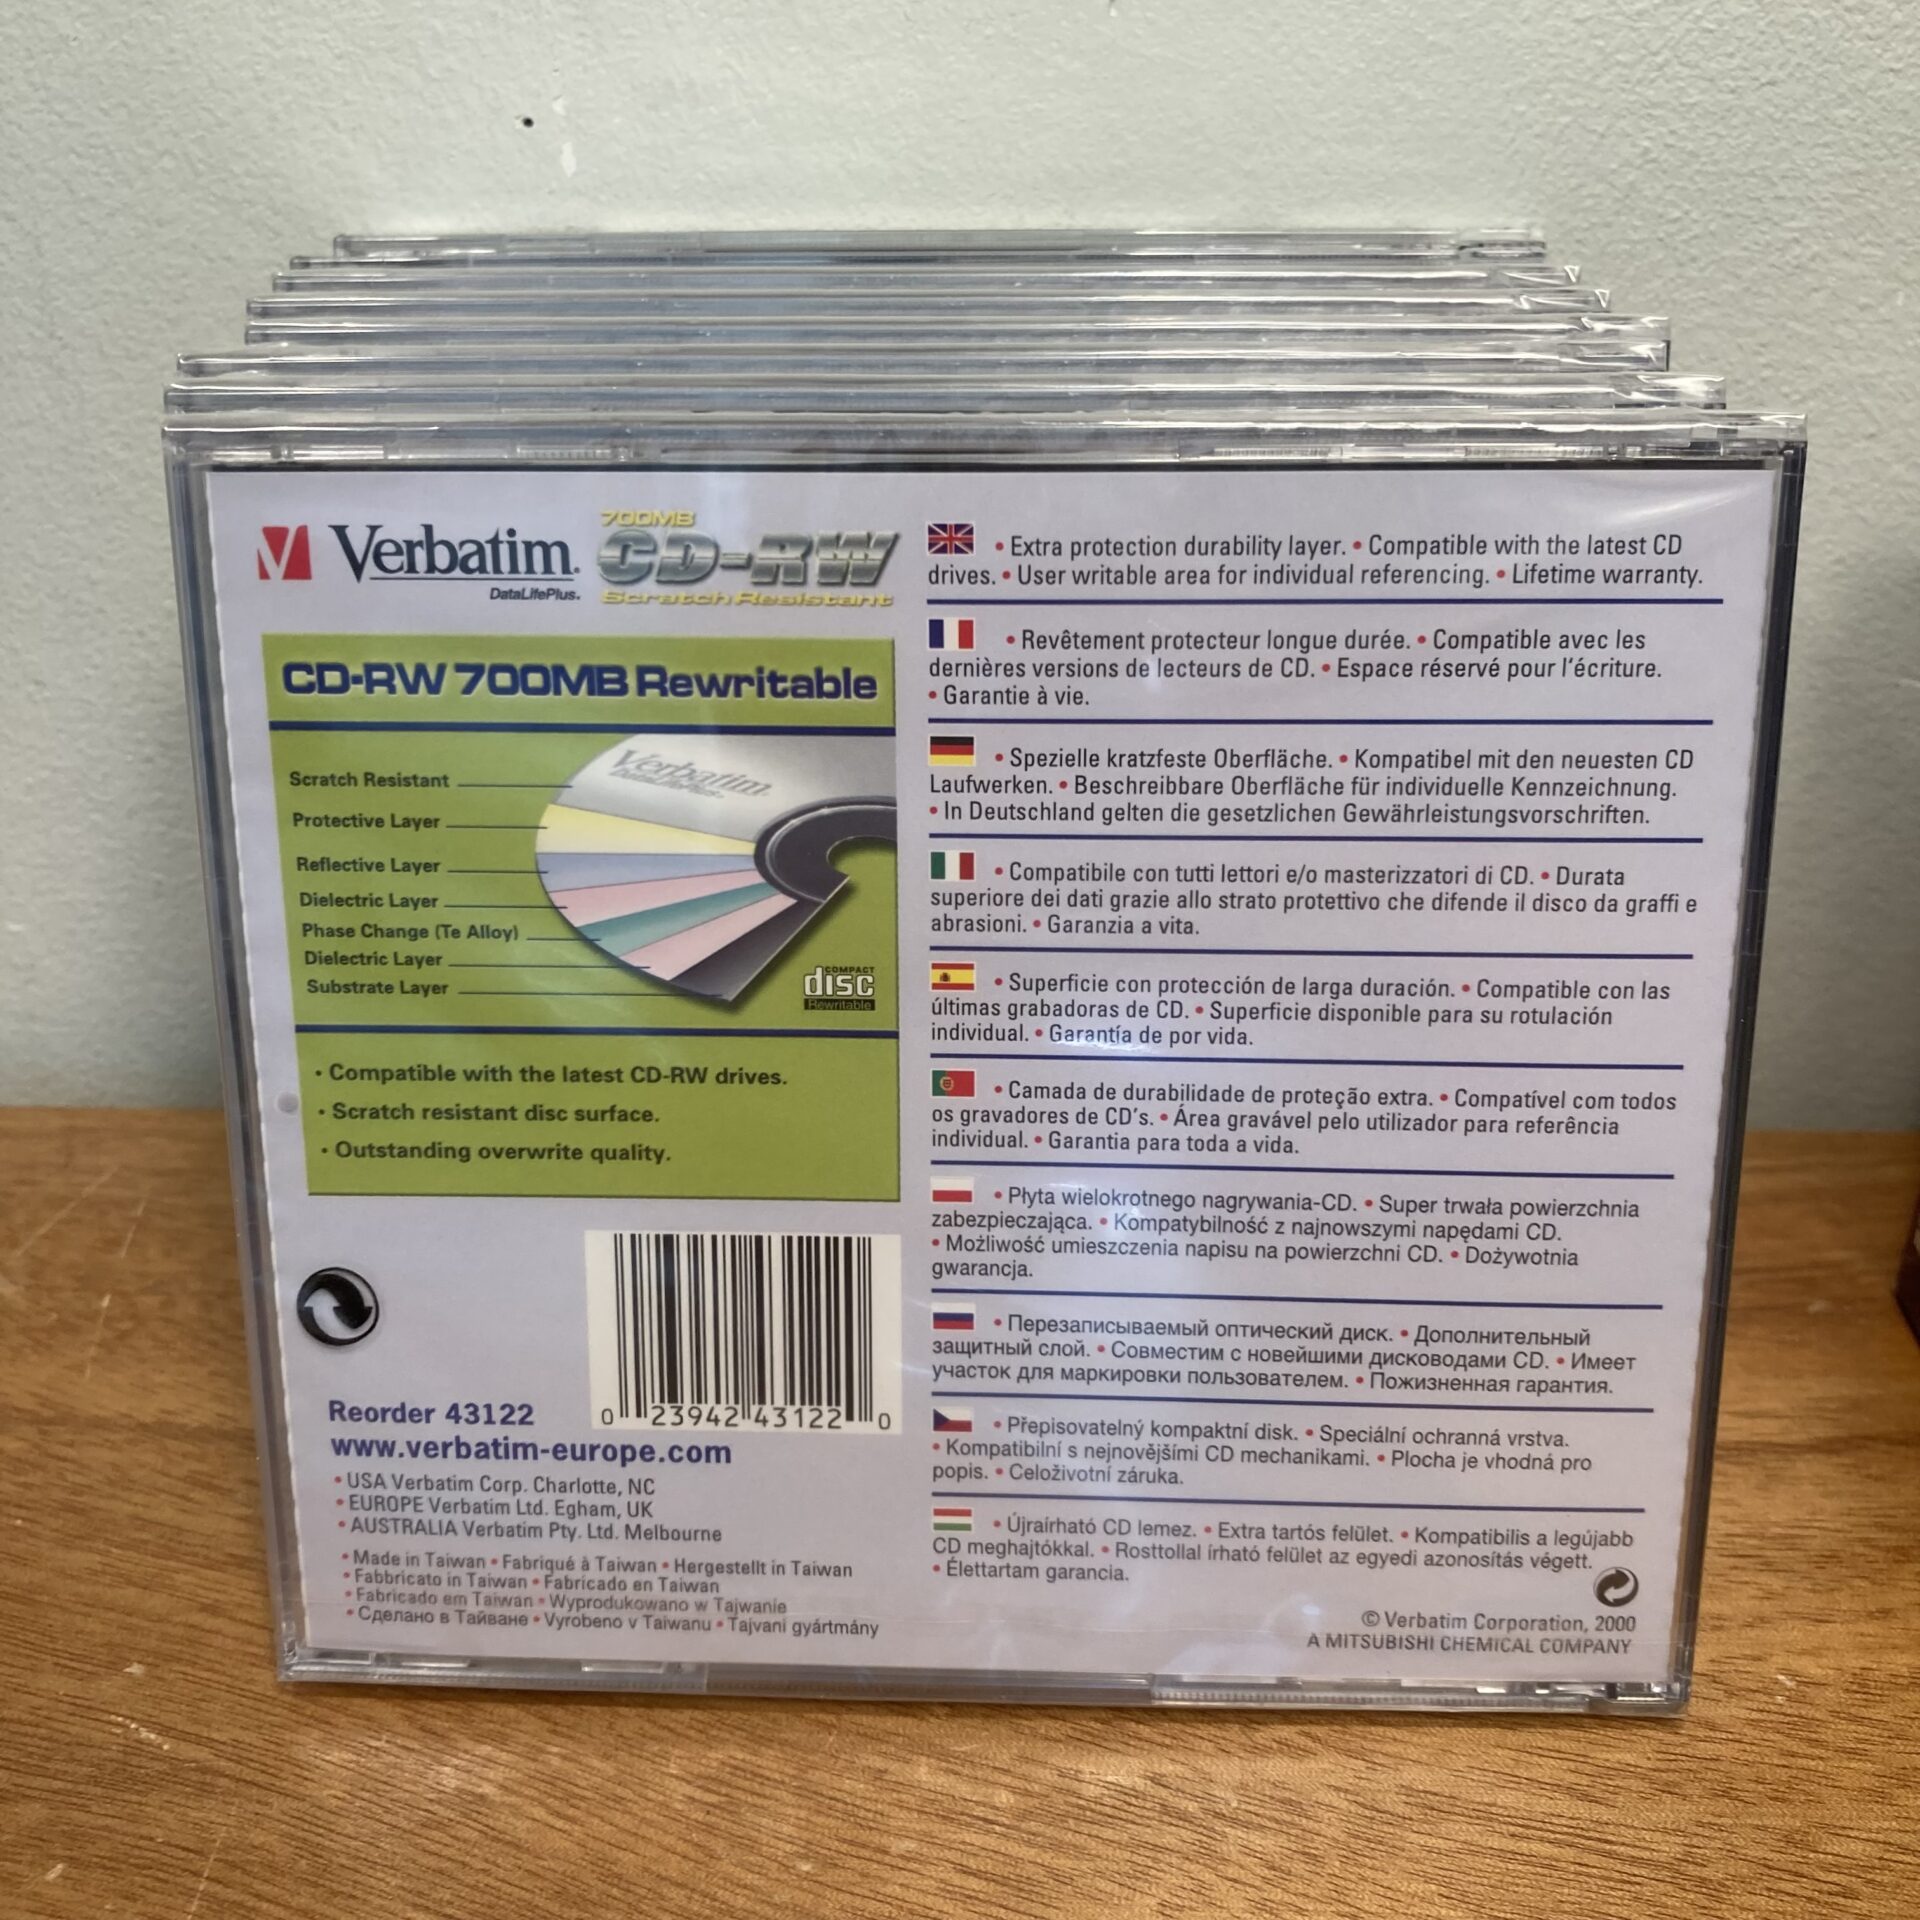 Verbatim.
DataLifePlus.
700MB
CD-RW
Scratch Resistant
CD-RW 700MB Rewritable
Verbatim
DataLifePlus
Scratch Resistant
Protective Layer
Reflective Layer
Dielectric Layer
Phase Change (Te Alloy)
Dielectric Layer
Substrate Layer
COMPACT
disc
Rewritable
• Compatible with the latest CD-RW drives.
• Scratch resistant disc surface.
• Outstanding overwrite quality.
0 23942 43122 0
Reorder 43122
www.verbatim-europe.com
• USA Verbatim Corp. Charlotte, NC
• EUROPE Verbatim Ltd. Egham, UK
• AUSTRALIA Verbatim Pty. Ltd. Melbourne
• Made in Taiwan • Fabriqué à Taiwan • Hergestellt in Taiwan
• Fabbricato in Taiwan • Fabricado en Taiwan
• Fabricado em Taiwan • Wyprodukowano w Tajwanie
• Сделано в Тайване • Vyrobeno v Taiwanu • Tajvani gyártmány
• Extra protection durability layer. • Compatible with the latest CD
drives. • User writable area for individual referencing. • Lifetime warranty.
• Revêtement protecteur longue durée. • Compatible avec les
dernières versions de lecteurs de CD. • Espace réservé pour l'écriture.
• Garantie à vie.
• Spezielle kratzfeste Oberfläche. • Kompatibel mit den neuesten CD
Laufwerken. • Beschreibbare Oberfläche für individuelle Kennzeichnung.
• In Deutschland gelten die gesetzlichen Gewährleistungsvorschriften.
• Compatibile con tutti lettori e/o masterizzatori di CD. • Durata
superiore dei dati grazie allo strato protettivo che difende il disco da graffi e
abrasioni. • Garanzia a vita.
• Superficie con protección de larga duración. • Compatible con las
últimas grabadoras de CD. • Superficie disponible para su rotulación
individual. • Garantía de por vida.
• Camada de durabilidade de proteção extra. • Compatível com todos
os gravadores de CD's. • Área gravável pelo utilizador para referência
individual. • Garantia para toda a vida.
• Płyta wielokrotnego nagrywania-CD. • Super trwała powierzchnia
zabezpieczająca. • Kompatybilność z najnowszymi napędami CD.
• Możliwość umieszczenia napisu na powierzchni CD. • Dożywotnia
gwarancja.
• Перезаписываемый оптический диск. • Дополнительный
защитный слой. • Совместим с новейшими дисководами CD. • Имеет
участок для маркировки пользователем. • Пожизненная гарантия.
• Přepisovatelný kompaktní disk. • Speciální ochranná vrstva.
• Kompatibilní s nejnovějšími CD mechanikami. • Plocha je vhodná pro
popis. • Celoživotní záruka.
• Újraírható CD lemez. • Extra tartós felület. • Kompatibilis a legújabb
CD meghajtókkal. • Rosttollal írható felület az egyedi azonosítás végett.
• Élettartam garancia.
© Verbatim Corporation, 2000
A MITSUBISHI CHEMICAL COMPANY